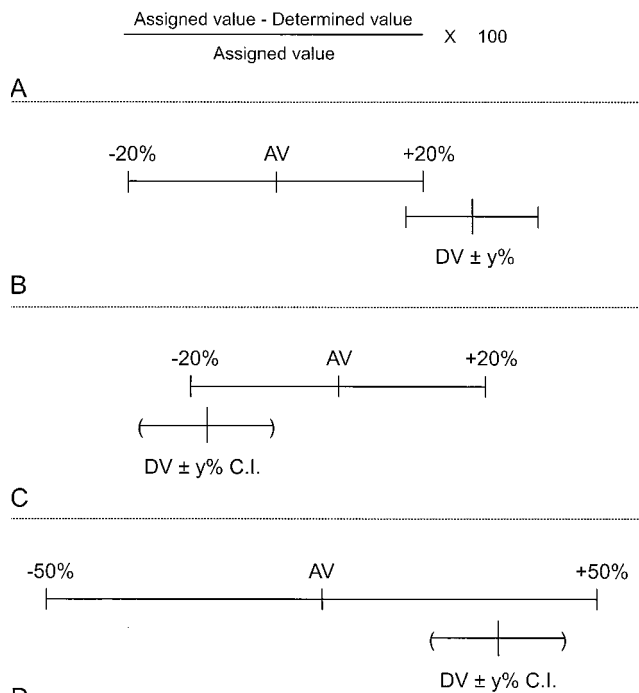 Assigned value - Determined value
Assigned value
X 100
A
-20% AV +20%
DV ± y%
B
-20% AV +20%
DV ± y% C.I.
C
-50% AV +50%
DV ± y% C.I.